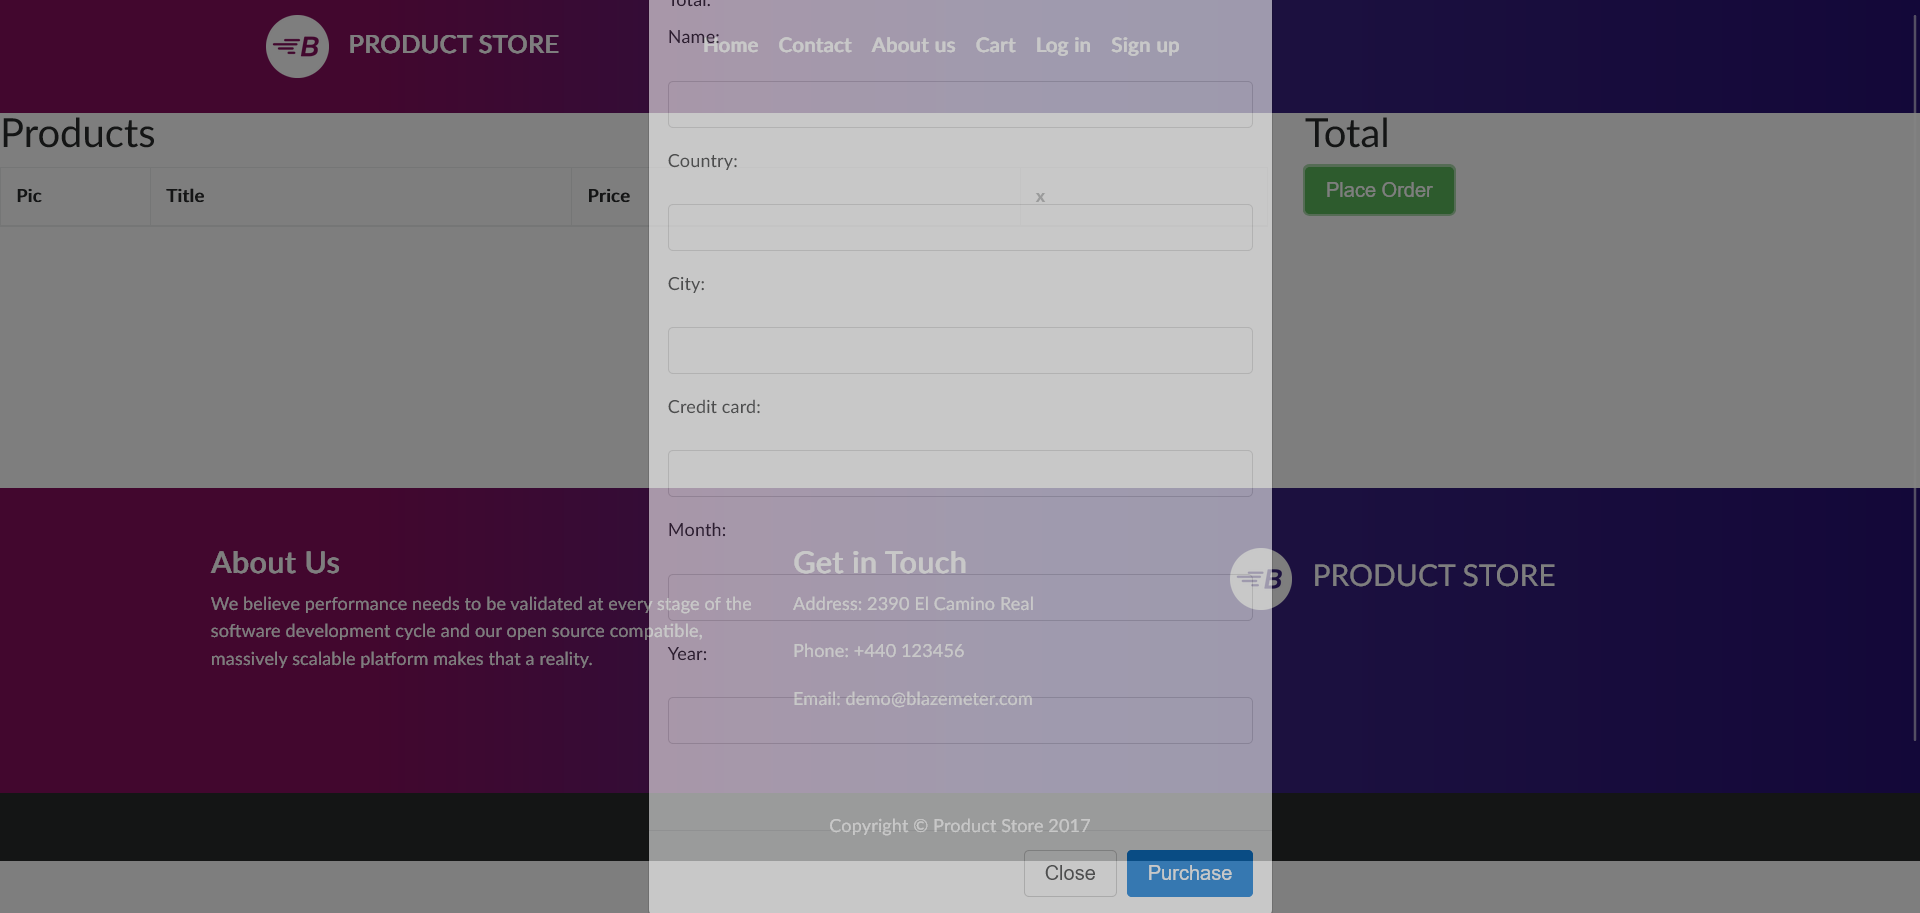 Total:
PRODUCT STORE
Name:
Home Contact About us Cart Log in Sign up
Products
Total
Country:
Pic Title Price x
Place Order
City:
Credit card:
Month:
About Us
We believe performance needs to be validated at every stage of the
software development cycle and our open source compatible,
massively scalable platform makes that a reality.
Get in Touch
Address: 2390 El Camino Real
Phone: +440 123456
Email: demo@blazemeter.com
B PRODUCT STORE
Year:
Copyright © Product Store 2017
Close Purchase